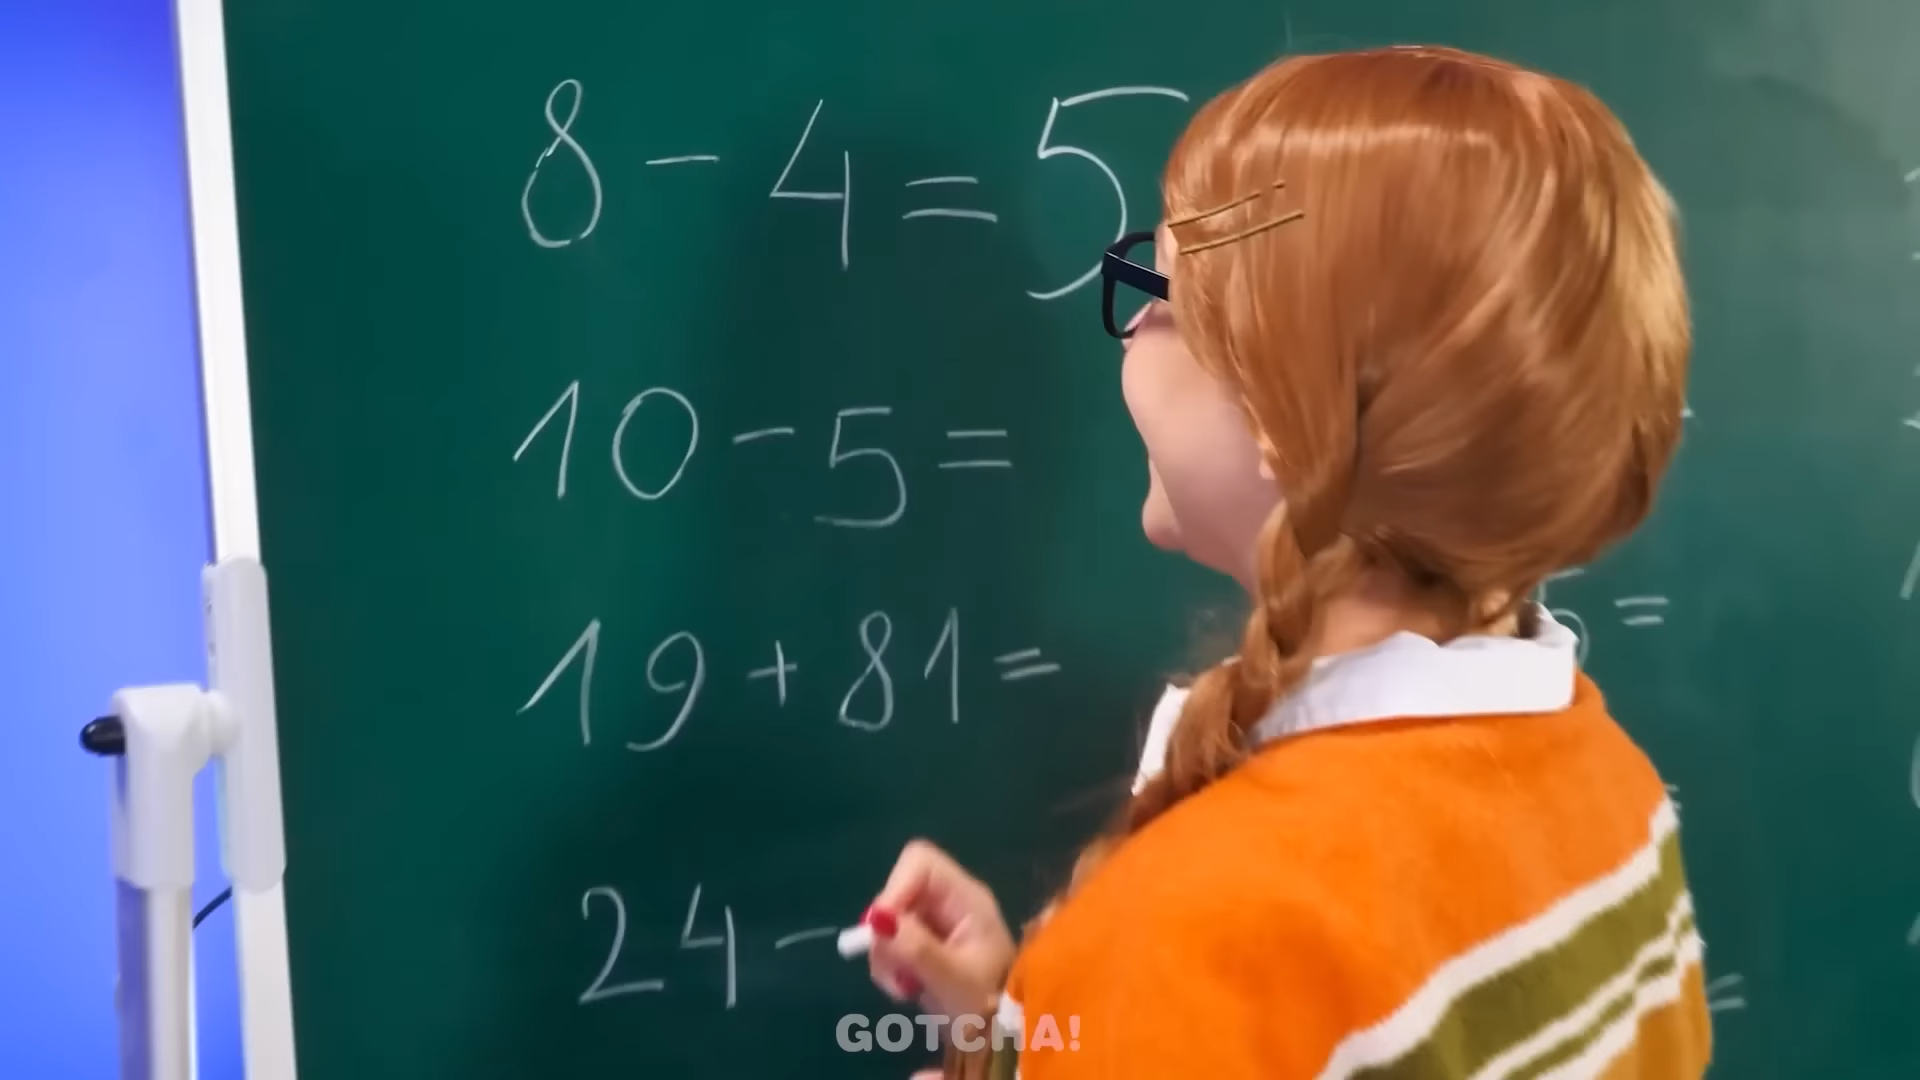 8 - 4 = 5
10 - 5 =
19 + 81 =
24 -
=
GOTCHA!